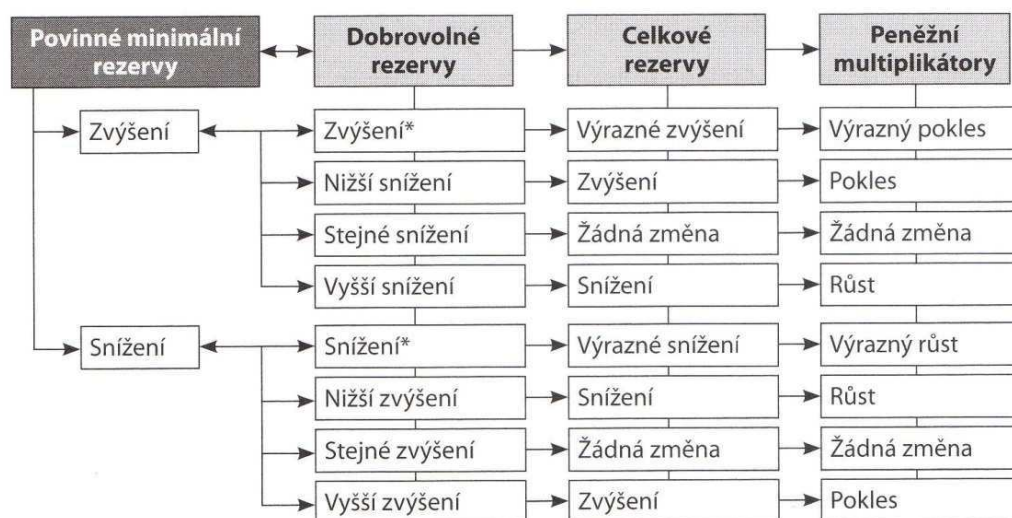 Povinné minimální
rezervy
Dobrovolné
rezervy
Celkové
rezervy
Peněžní
multiplikátory
Zvýšení
Zvýšení*
Výrazné zvýšení
Výrazný pokles
Nižší snížení
Zvýšení
Pokles
Stejné snížení
Žádná změna
Žádná změna
Vyšší snížení
Snížení
Růst
Snížení
Snížení*
Výrazné snížení
Výrazný růst
Nižší zvýšení
Snížení
Růst
Stejné zvýšení
Žádná změna
Žádná změna
Vyšší zvýšení
Zvýšení
Pokles